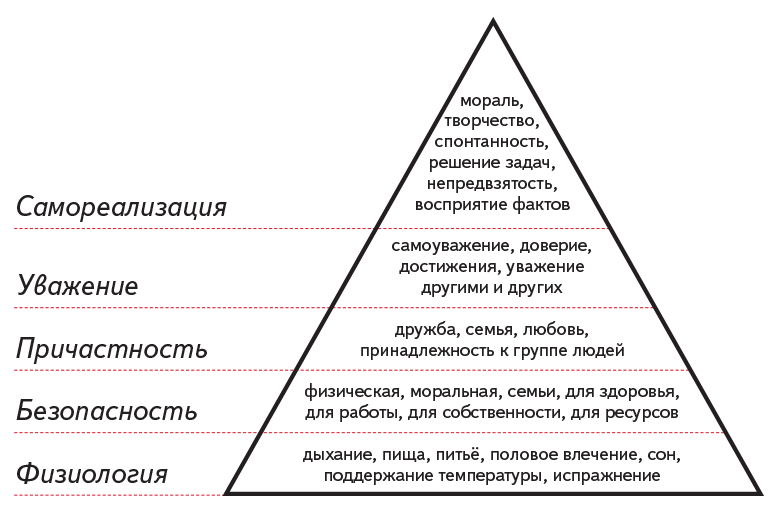 мораль,
творчество,
спонтанность,
решение задач,
непредвзятость,
восприятие фактов
Самореализация
самоуважение, доверие,
достижения, уважение
другими и других
Уважение
дружба, семья, любовь,
принадлежность к группе людей
Причастность
физическая, моральная, семьи, для здоровья,
для работы, для собственности, для ресурсов
Безопасность
дыхание, пища, питьё, половое влечение, сон,
поддержание температуры, испражнение
Физиология